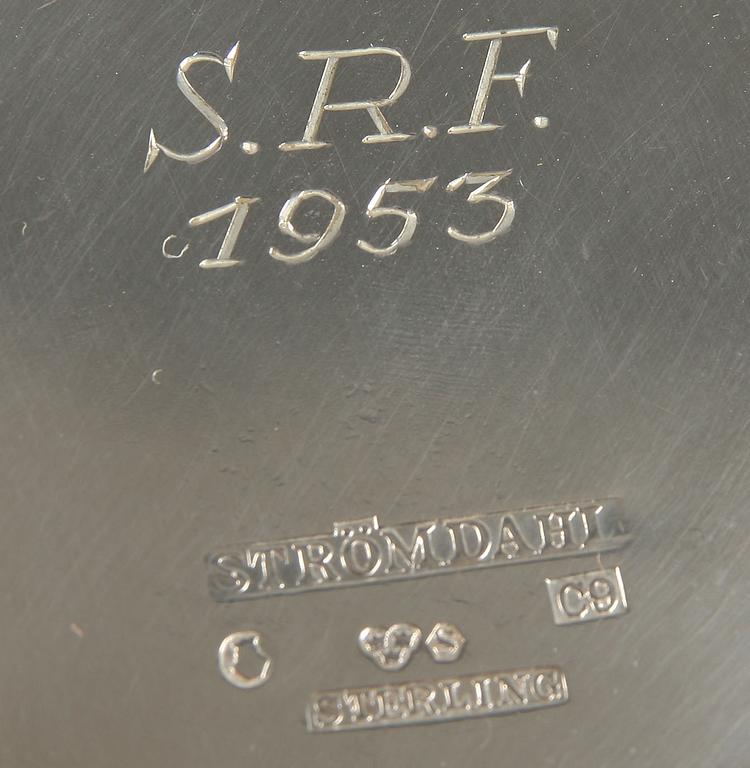 S.R.F.
1953
STRÖMDAHL
C9
S
STERLING